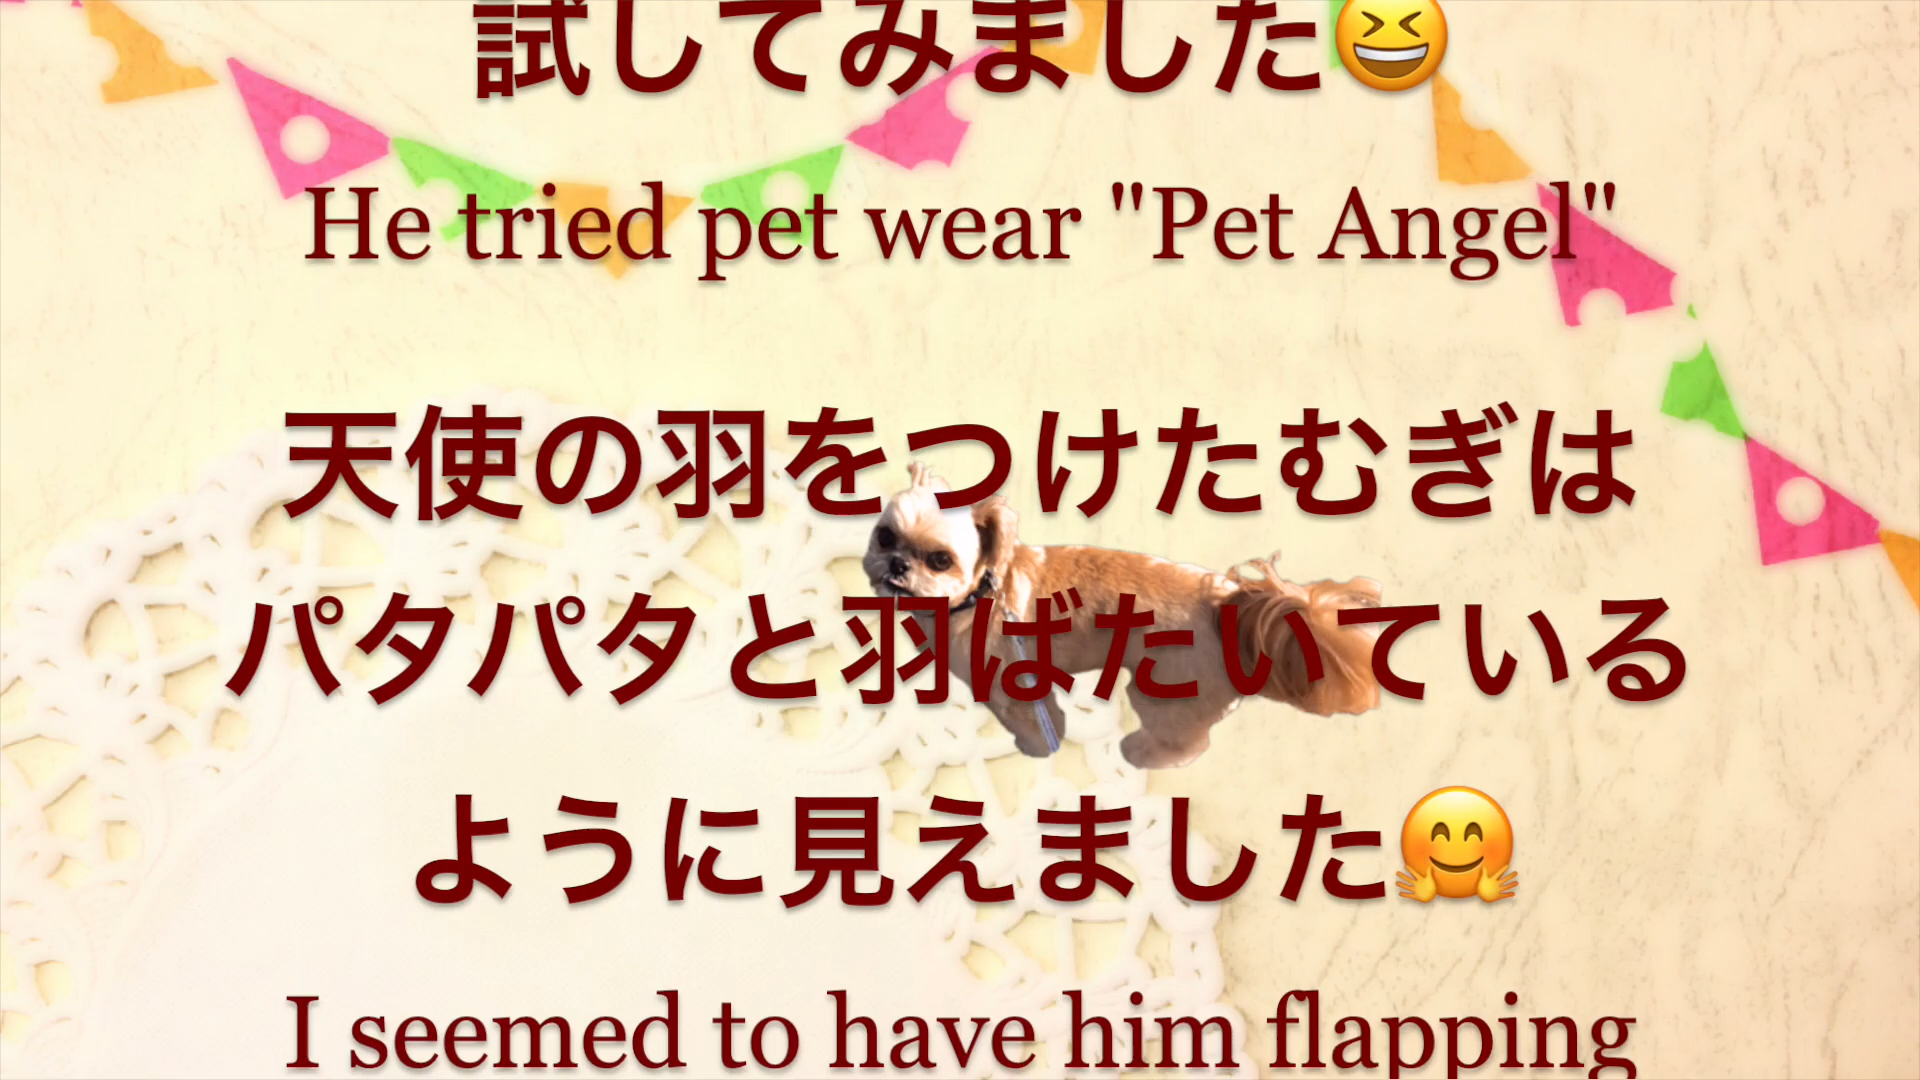 試してみました😆
He tried pet wear "Pet Angel"
天使の羽をつけたむぎは
パタパタと羽ばたいている
ように見えました🤗
I seemed to have him flapping